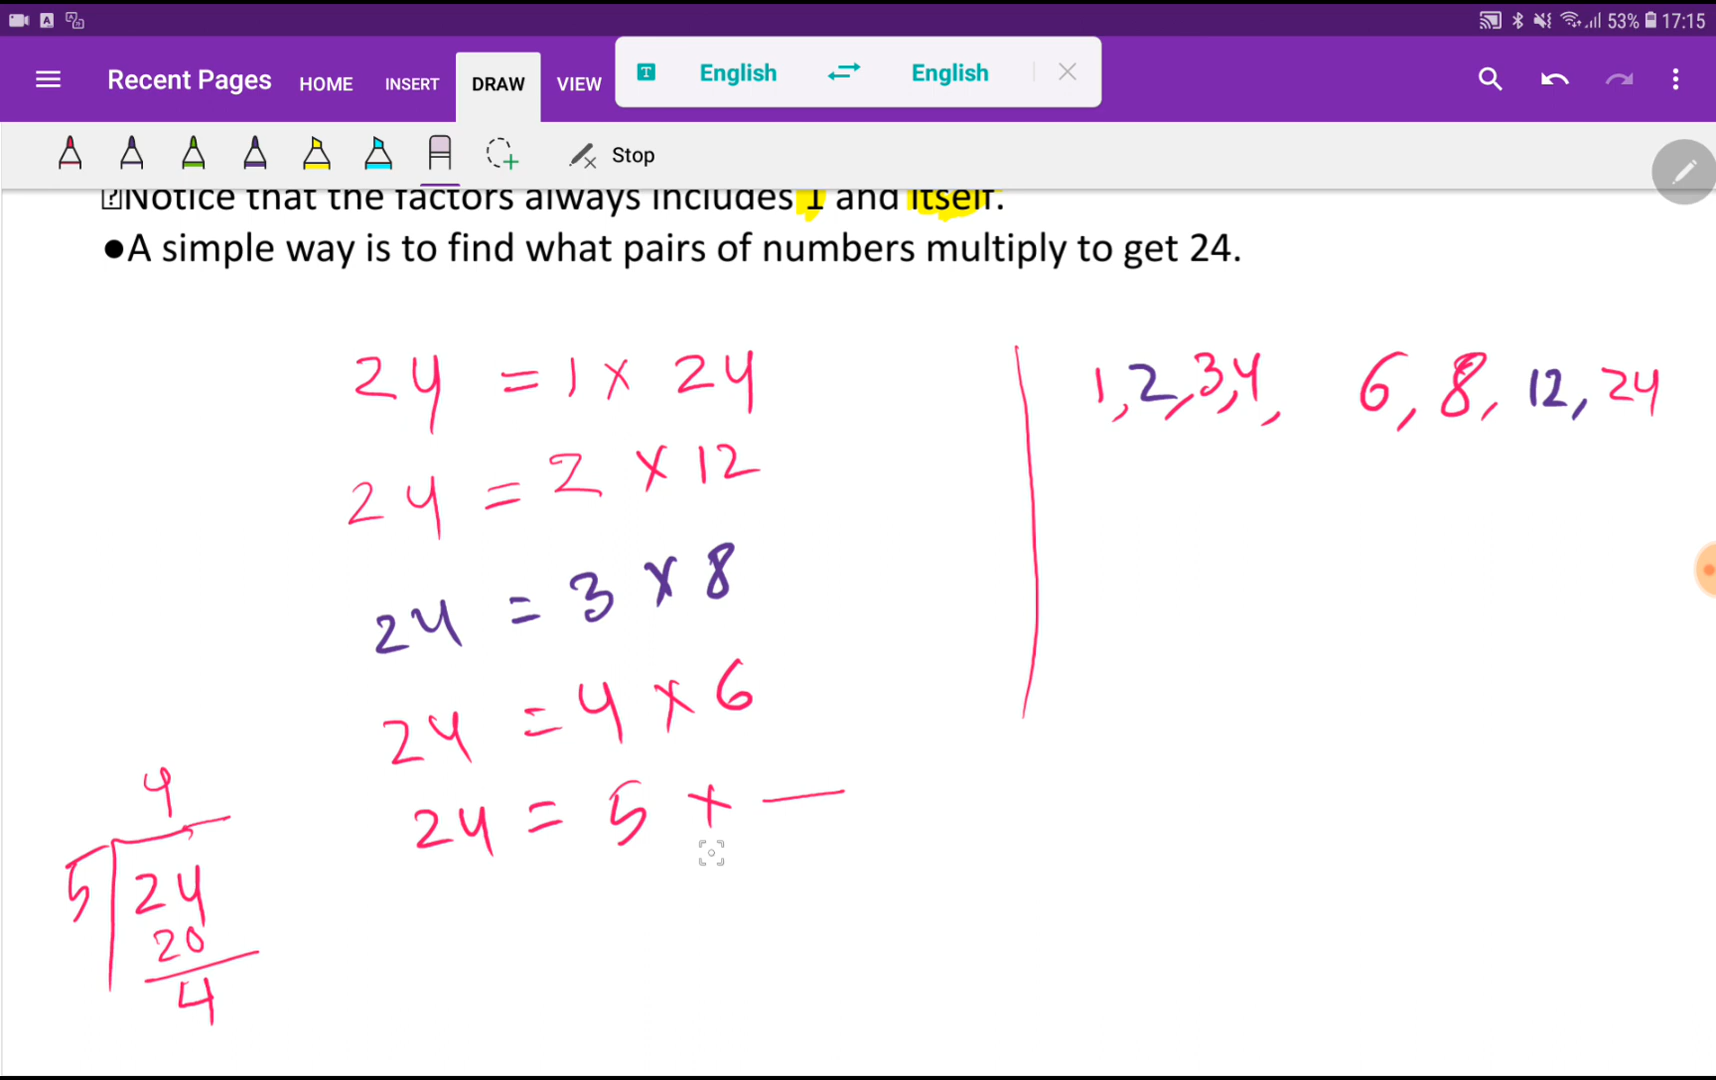 53% 17:15
Recent Pages HOME INSERT DRAW VIEW English English
Stop
Notice that the factors always includes 1 and itself.
●A simple way is to find what pairs of numbers multiply to get 24.
24 = 1 × 24
24 = 2 × 12
24 = 3 × 8
24 = 4 × 6
24 = 5 + —
1, 2, 3, 4, 6, 8, 12, 24
4
5 24
20
4